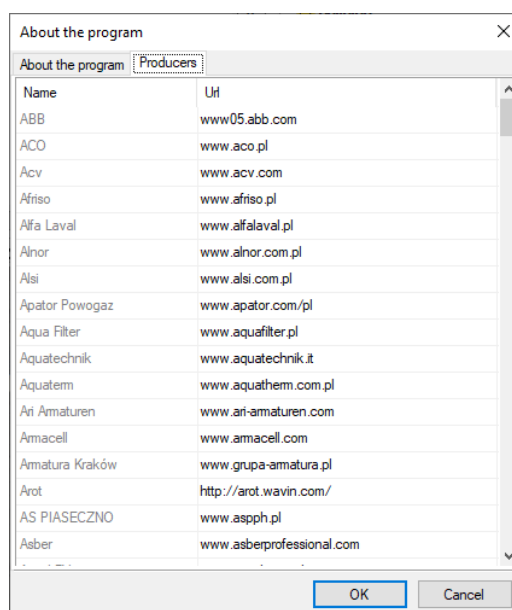 About the program
About the program Producers
Name Url
ABB www05.abb.com
ACO www.aco.pl
Acv www.acv.com
Afriso www.afriso.pl
Alfa Laval www.alfalaval.pl
Alnor www.alnor.com.pl
Alsi www.alsi.com.pl
Apator Powogaz www.apator.com/pl
Aqua Filter www.aquafilter.pl
Aquatechnik www.aquatechnik.it
Aquaterm www.aquatherm.com.pl
Ari Armaturen www.ari-armaturen.com
Armacell www.armacell.com
Armatura Kraków www.grupa-armatura.pl
Arot http://arot.wavin.com/
AS PIASECZNO www.aspph.pl
Asber www.asberprofessional.com
OK Cancel